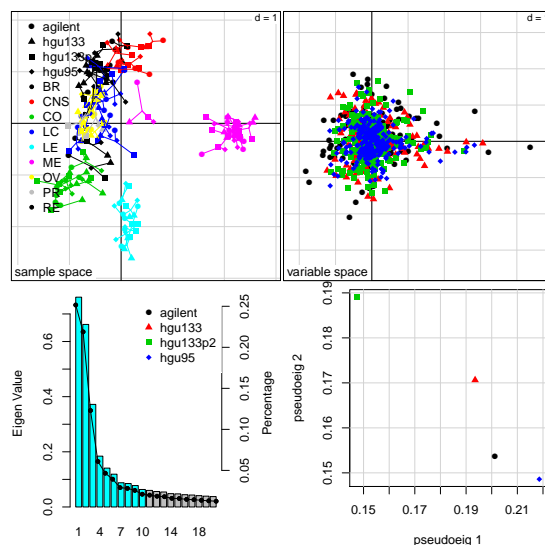 d = 1
agilent
hgu133
hgu133
hgu95
BR
CNS
CO
LC
LE
ME
OV
PR
RE
sample space
d =
variable space
Eigen Value
0.0
0.2
0.4
0.6
1
4
7
10
14
18
0.05
0.10
0.15
0.20
0.25
Percentage
agilent
hgu133
hgu133p2
hgu95
pseudoeig 2
0.15
0.16
0.17
0.18
0.19
0.15
0.17
0.19
0.21
pseudoeig 1